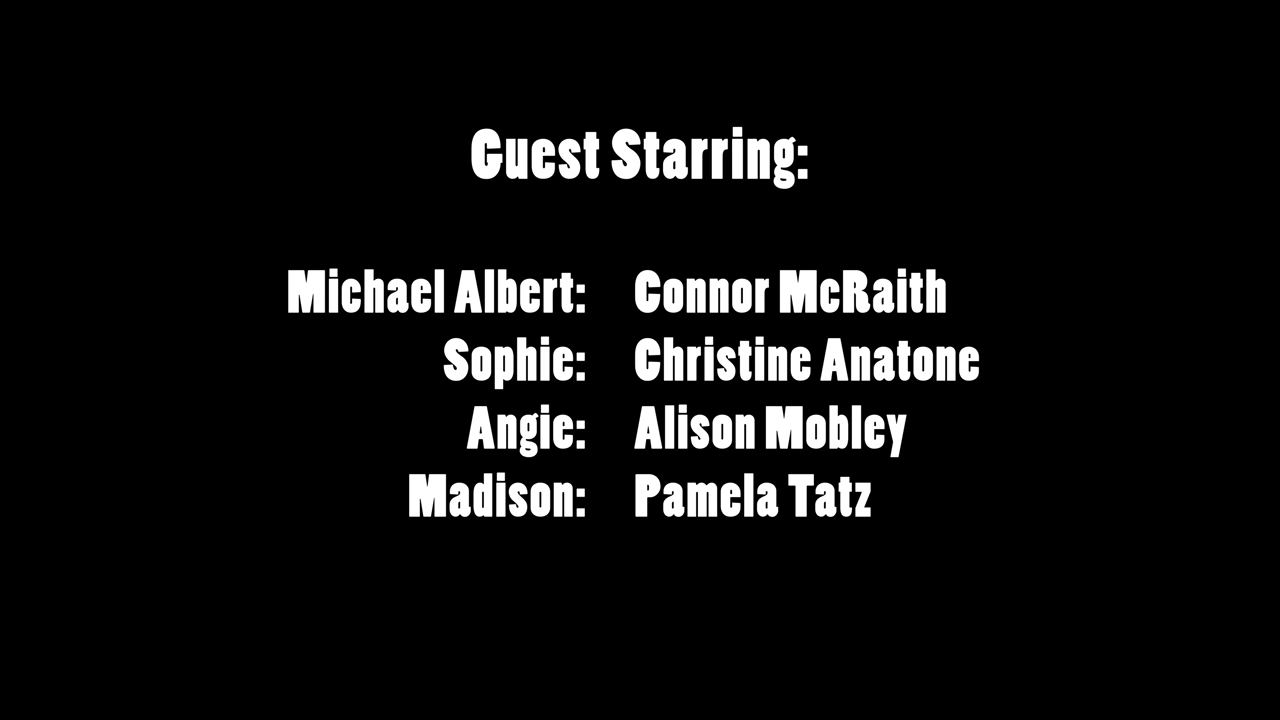 Guest Starring:
Michael Albert: Connor McRaith
Sophie: Christine Anatone
Angie: Alison Mobley
Madison: Pamela Tatz